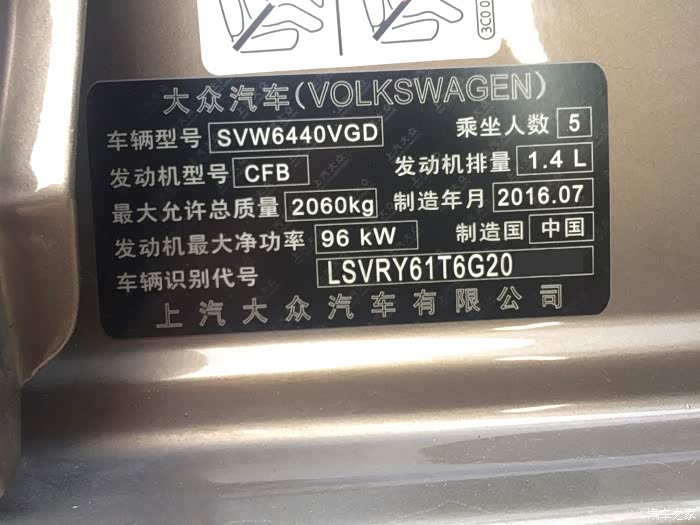 3C0 0
大众汽车(VOLKSWAGEN)
车辆型号 SVW6440VGD 乘坐人数 5
发动机型号 CFB 发动机排量 1.4 L
最大允许总质量 2060kg 制造年月 2016.07
发动机最大净功率 96 kW 制造国 中国
车辆识别代号 LSVRY61T6G20
上汽大众汽车有限公司
汽车之家